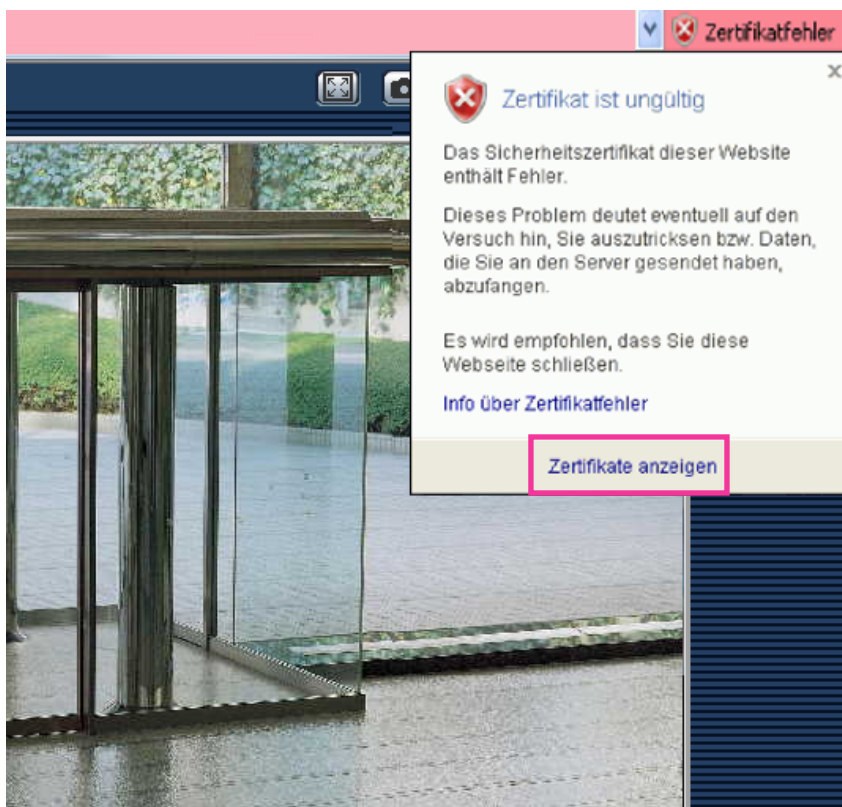 Zertifikatfehler
Zertifikat ist ungültig
Das Sicherheitszertifikat dieser Website
enthält Fehler.
Dieses Problem deutet eventuell auf den
Versuch hin, Sie auszutricksen bzw. Daten,
die Sie an den Server gesendet haben,
abzufangen.
Es wird empfohlen, dass Sie diese
Webseite schließen.
Info über Zertifikatfehler
Zertifikate anzeigen